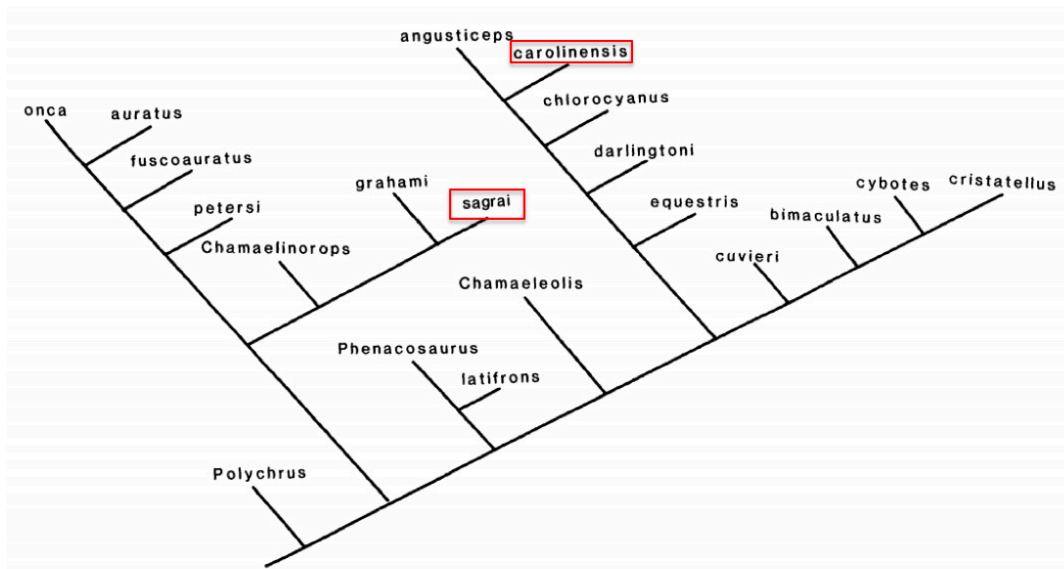 angusticeps
carolinensis
onca
auratus
chlorocyanus
fuscoauratus
darlingtoni
grahami
sagrai
cybotes
cristatellus
petersi
equestris
bimaculatus
Chamaelinorops
cuvieri
Chamaeleolis
Phenacosaurus
latifrons
Polychrus